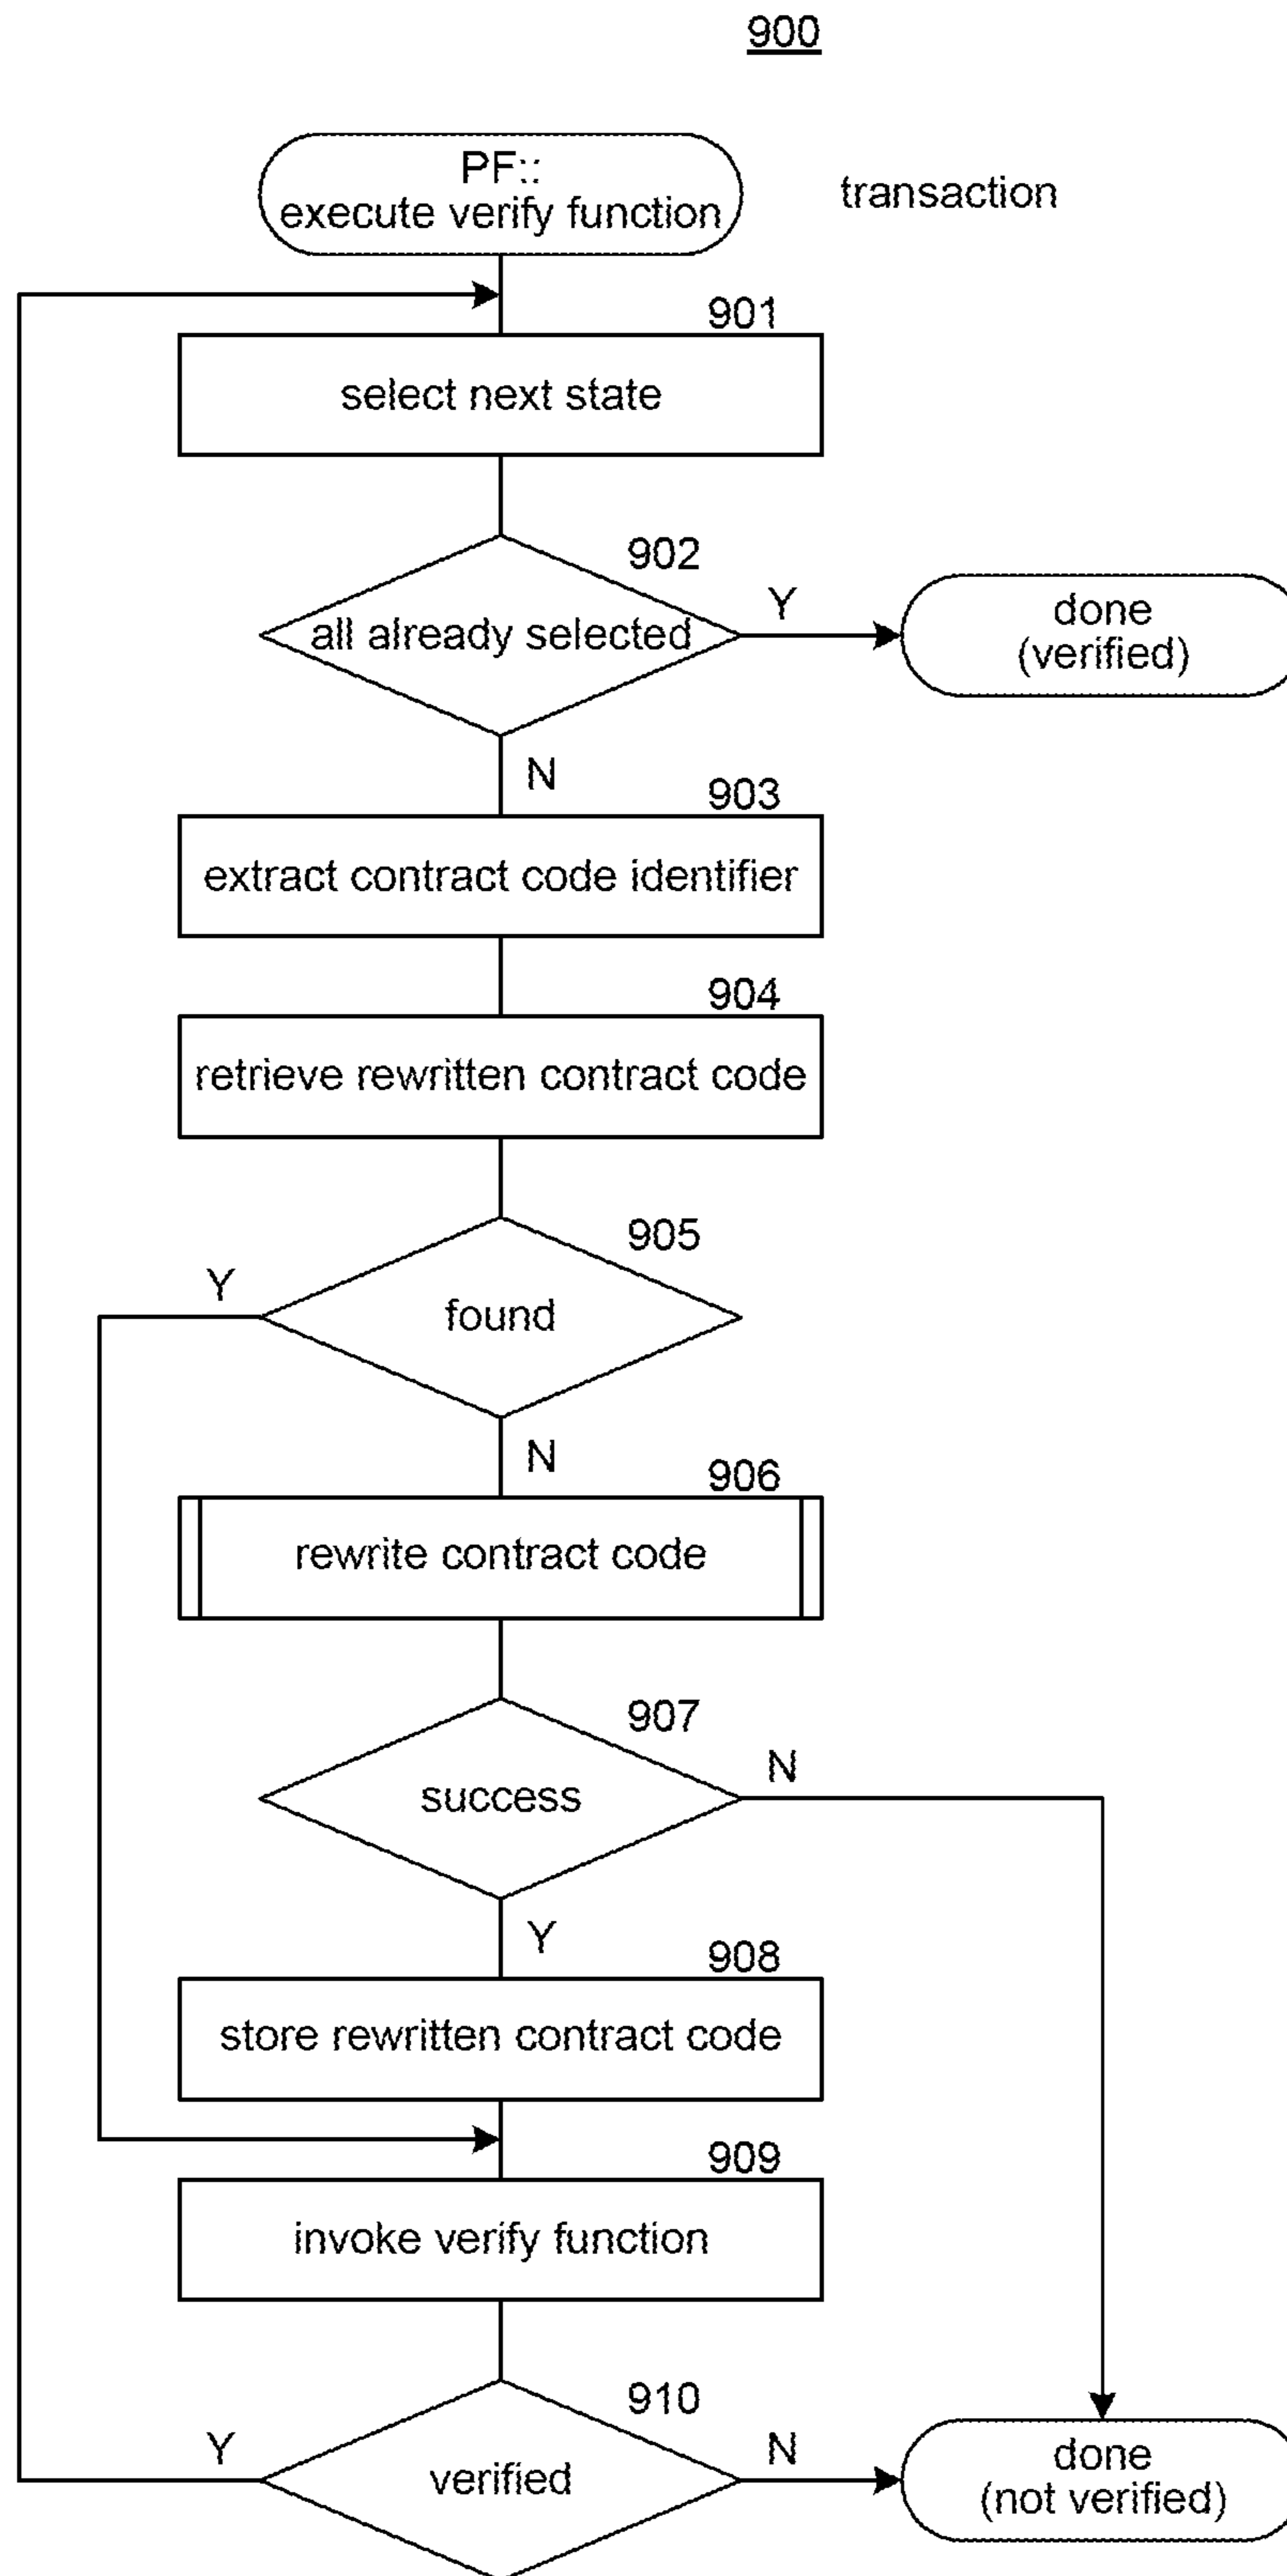 900
PF::
execute verify function
transaction
901
select next state
902
all already selected
Y
done
(verified)
N
903
extract contract code identifier
904
retrieve rewritten contract code
905
Y
found
N
906
rewrite contract code
907
N
success
Y
908
store rewritten contract code
909
invoke verify function
910
Y
verified
N
done
(not verified)